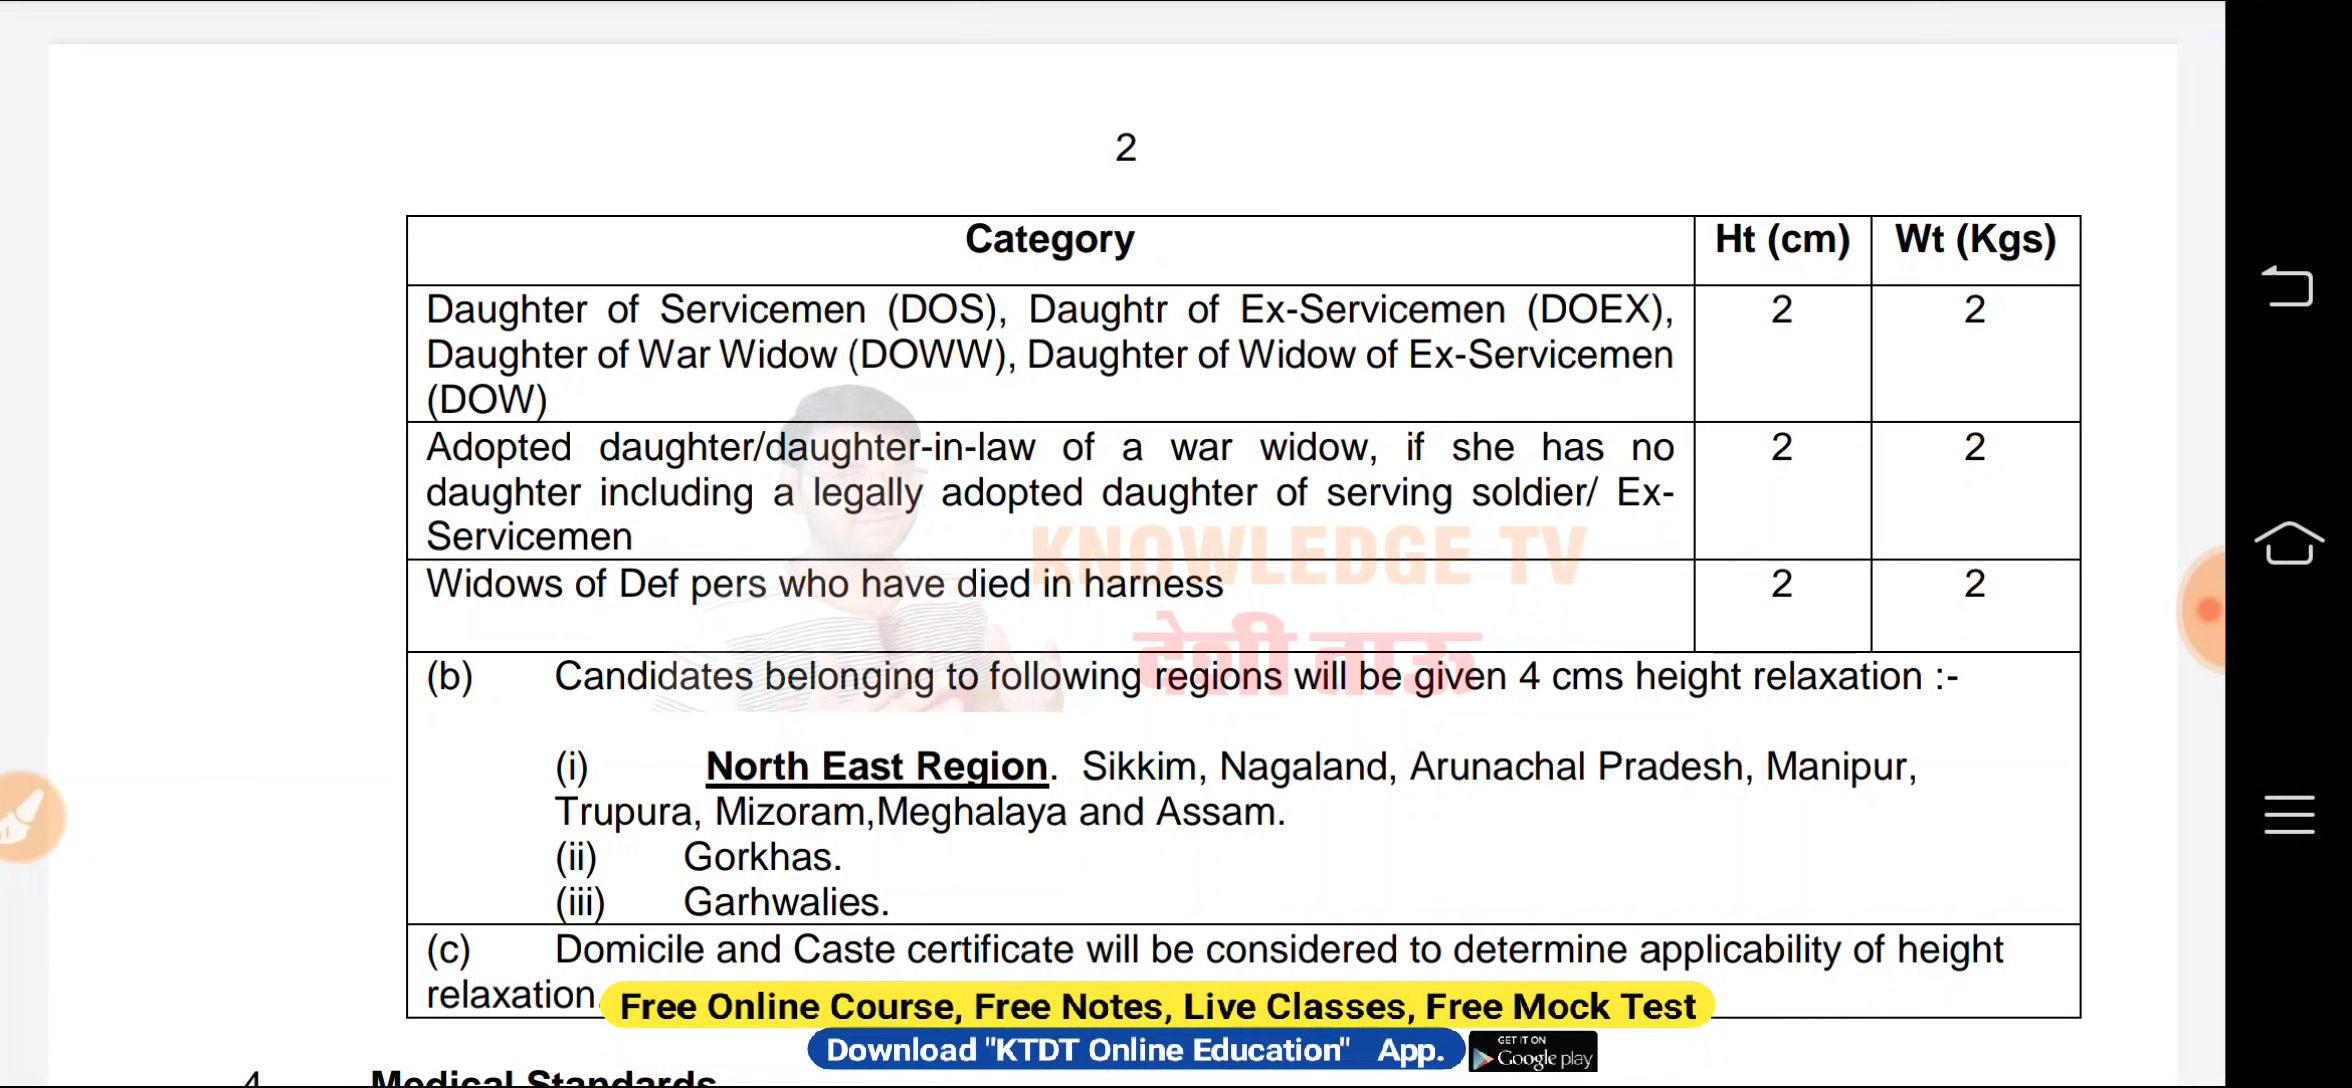 2
Category Ht (cm) Wt (Kgs)
Daughter of Servicemen (DOS), Daughtr of Ex-Servicemen (DOEX), 2 2
Daughter of War Widow (DOWW), Daughter of Widow of Ex-Servicemen
(DOW)
Adopted daughter/daughter-in-law of a war widow, if she has no 2 2
daughter including a legally adopted daughter of serving soldier/ Ex-
Servicemen
KNOWLEDGE TV
Widows of Def pers who have died in harness 2 2
देशी ताऊ
(b) Candidates belonging to following regions will be given 4 cms height relaxation :-
(i) North East Region. Sikkim, Nagaland, Arunachal Pradesh, Manipur,
Trupura, Mizoram,Meghalaya and Assam.
(ii) Gorkhas.
(iii) Garhwalies.
(c) Domicile and Caste certificate will be considered to determine applicability of height
relaxation.
Free Online Course, Free Notes, Live Classes, Free Mock Test
Download "KTDT Online Education" App.
GET IT ON
Google play
4 Medical Standards